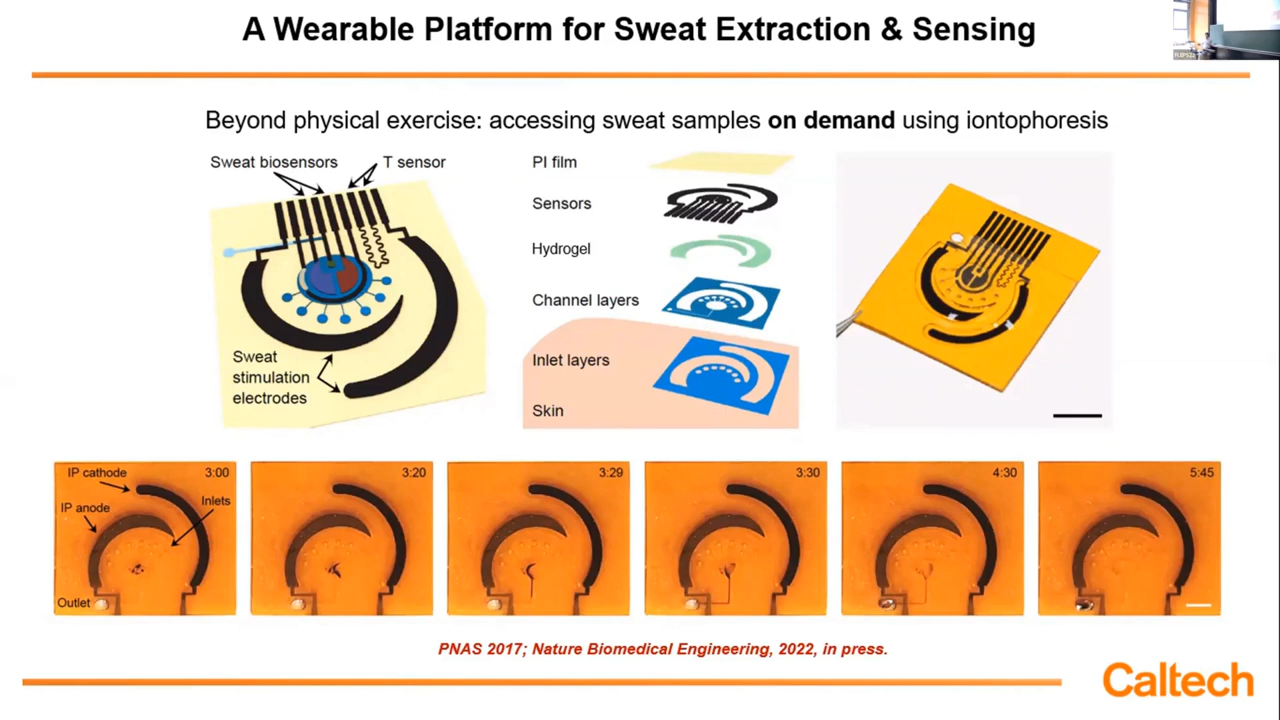 A Wearable Platform for Sweat Extraction & Sensing
Beyond physical exercise: accessing sweat samples on demand using iontophoresis
Sweat biosensors
T sensor
Sweat
stimulation
electrodes
PI film
Sensors
Hydrogel
Channel layers
Inlet layers
Skin
IP cathode
3:00
IP anode
Inlets
Outlet
3:20
3:29
3:30
4:30
5:45
PNAS 2017; Nature Biomedical Engineering, 2022, in press.
Caltech